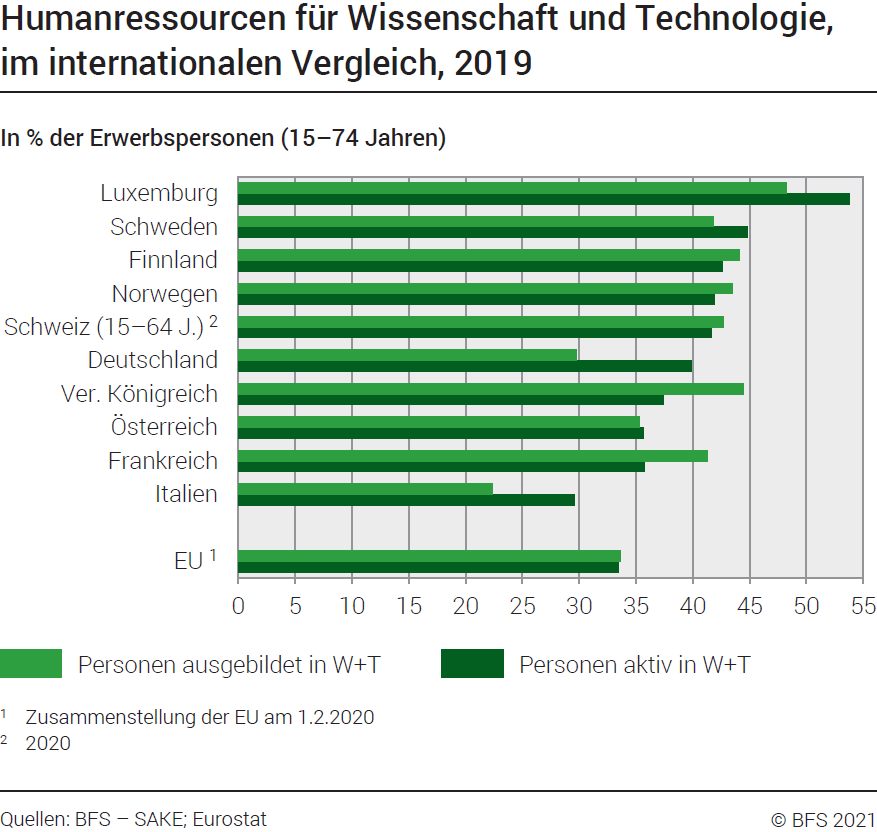 Humanressourcen für Wissenschaft und Technologie,
im internationalen Vergleich, 2019
In % der Erwerbspersonen (15–74 Jahren)
Luxemburg
Schweden
Finnland
Norwegen
Schweiz (15–64 J.) ²
Deutschland
Ver. Königreich
Österreich
Frankreich
Italien
EU ¹
0 5 10 15 20 25 30 35 40 45 50 55
Personen ausgebildet in W+T Personen aktiv in W+T
¹ Zusammenstellung der EU am 1.2.2020
² 2020
Quellen: BFS – SAKE; Eurostat © BFS 2021